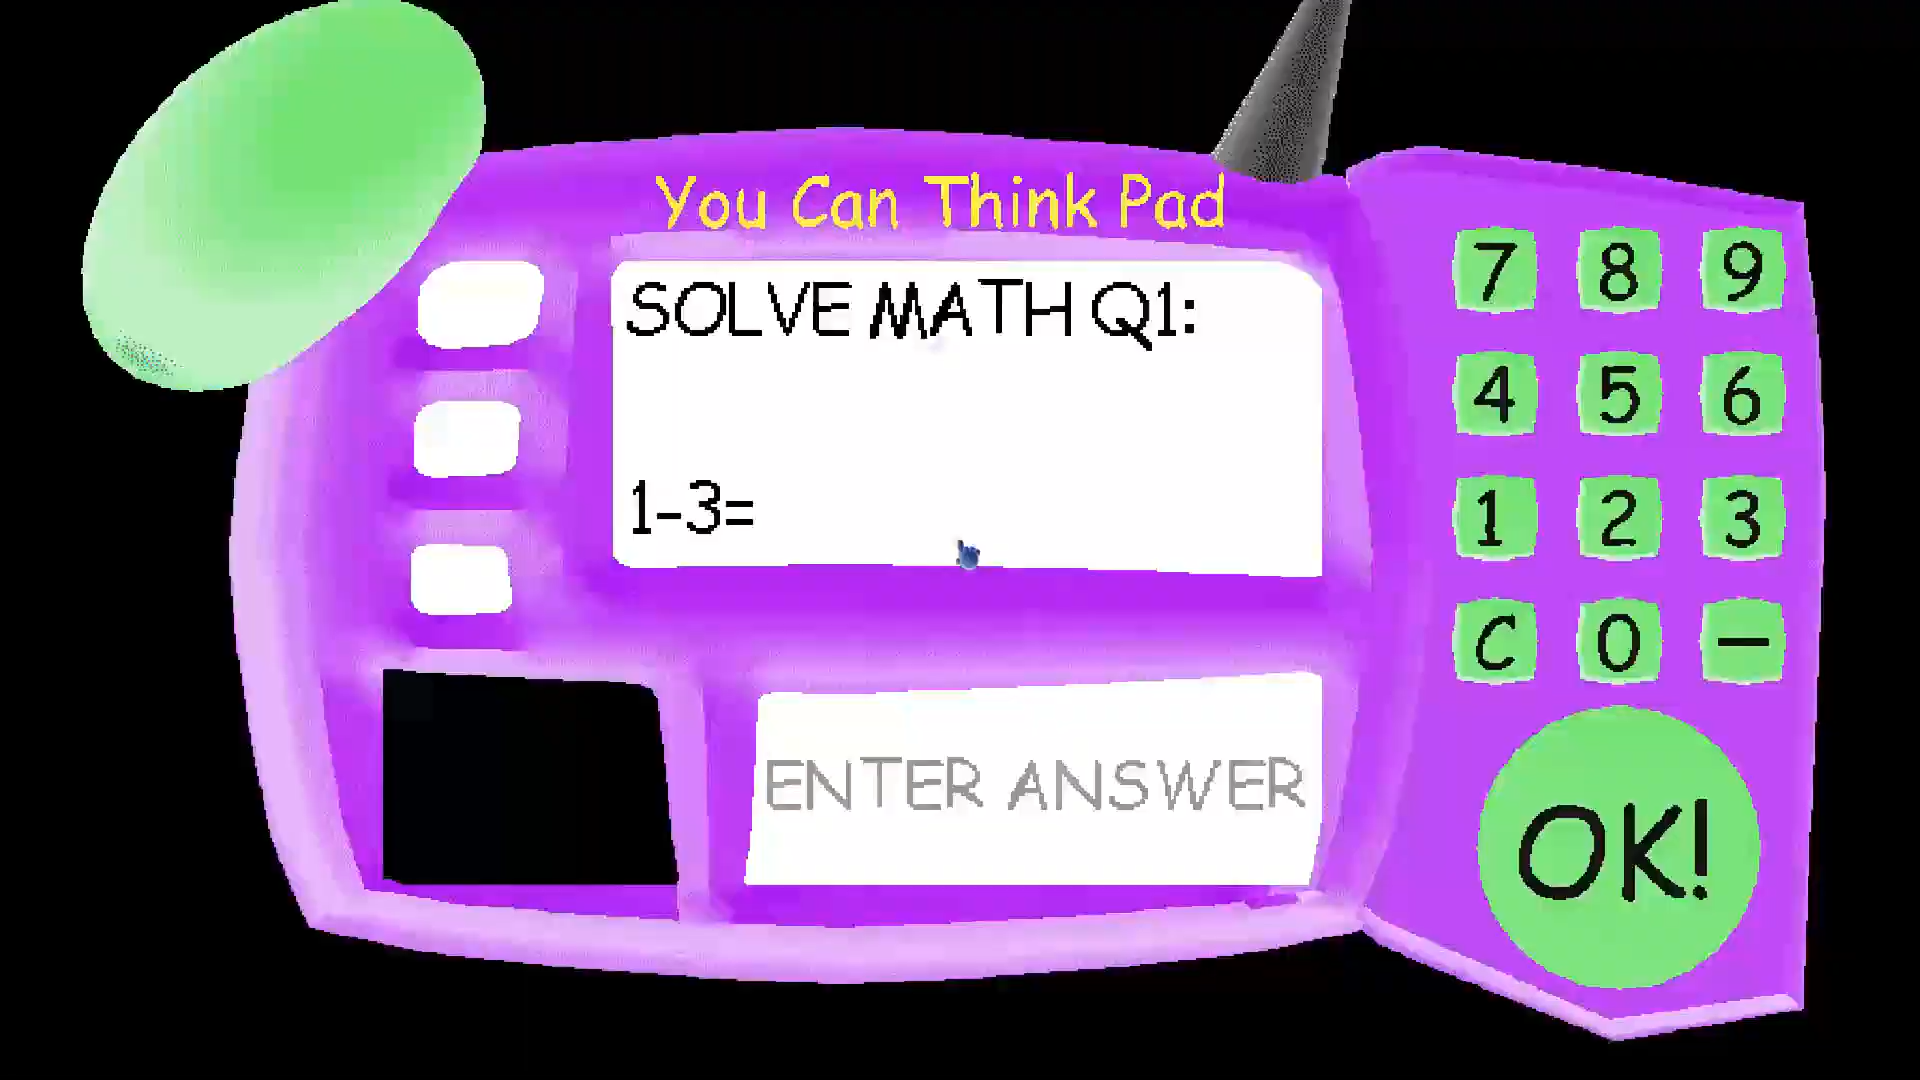 You Can Think Pad
SOLVE MATH Q1:
1-3=
ENTER ANSWER
7 8 9
4 5 6
1 2 3
C 0 −
OK!